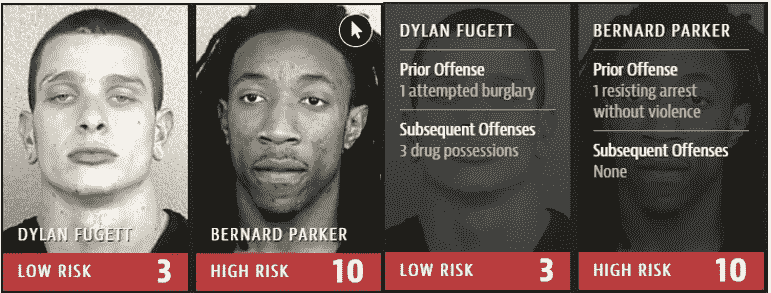 DYLAN FUGETT
LOW RISK 3
BERNARD PARKER
HIGH RISK 10
DYLAN FUGETT
Prior Offense
1 attempted burglary
Subsequent Offenses
3 drug possessions
LOW RISK 3
BERNARD PARKER
Prior Offense
1 resisting arrest
without violence
Subsequent Offenses
None
HIGH RISK 10